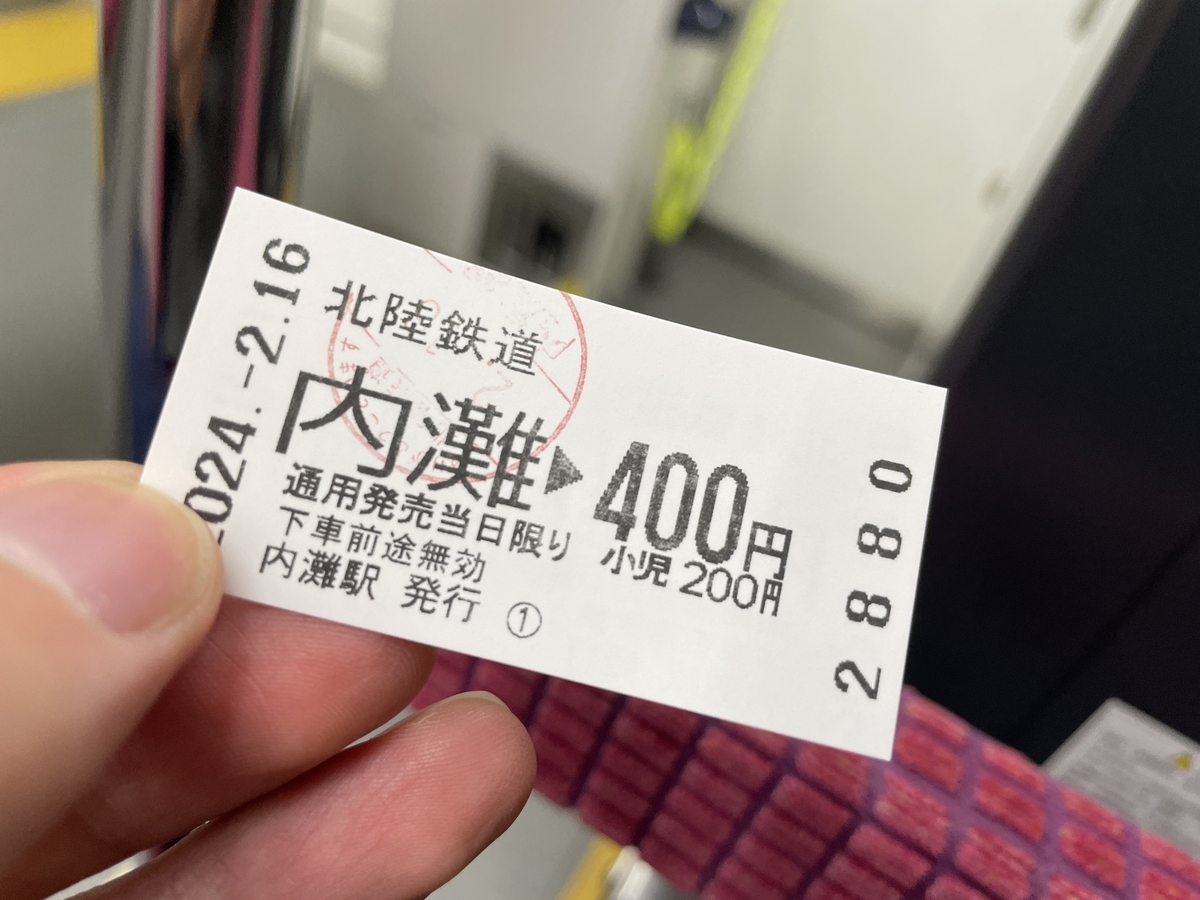 2024.-2.16
北陸鉄道
内灘▶400円
通用発売当日限り
小児 200円
下車前途無効
内灘駅 発行 ①
2880